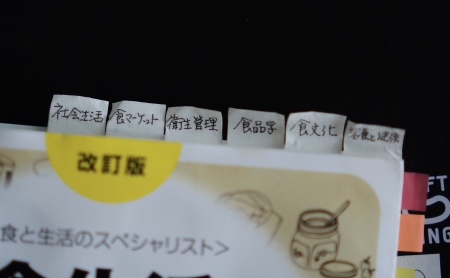 社会生活
食マーケット
衛生管理
食品学
食文化
栄養と健康
改訂版
食と生活のスペシャリスト>
FT
NG